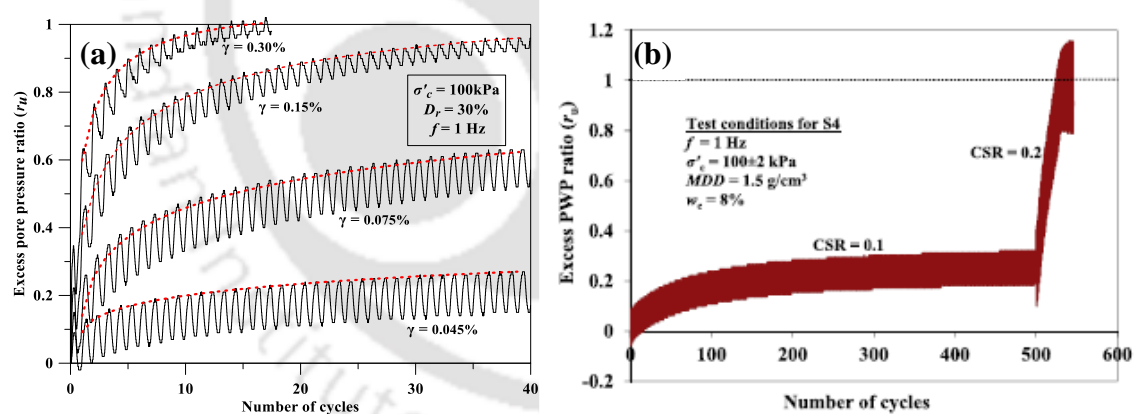 (a)
1
0.8
0.6
0.4
0.2
0
Excess pore pressure ratio (ru)
γ = 0.30%
γ = 0.15%
σ'c = 100kPa
Dr = 30%
f = 1 Hz
γ = 0.075%
γ = 0.045%
0 10 20 30 40
Number of cycles
(b)
1.2
1
0.8
0.6
0.4
0.2
0
-0.2
Excess PWP ratio (ru)
Test conditions for S4
f = 1 Hz
σ'c = 100±2 kPa
MDD = 1.5 g/cm³
wc = 8%
CSR = 0.2
CSR = 0.1
0 100 200 300 400 500 600
Number of cycles